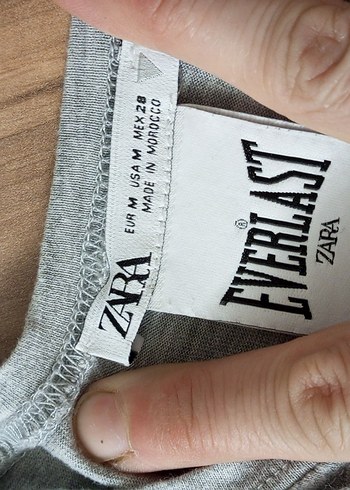 ZARA
EUR M USA M MEX 28
MADE IN MOROCCO
EVERLAST®
ZARA